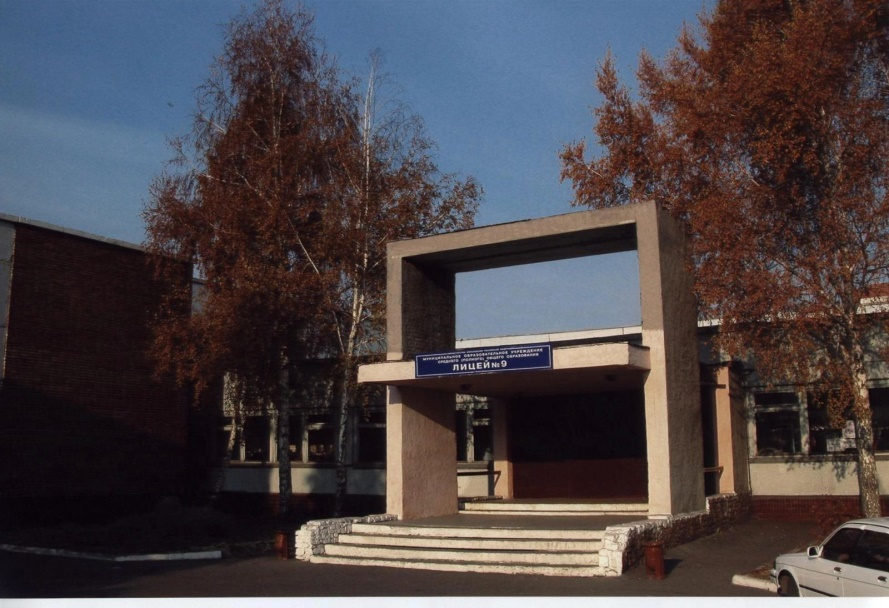 МУНИЦИПАЛЬНОЕ ОБРАЗОВАТЕЛЬНОЕ УЧРЕЖДЕНИЕ
СРЕДНЕГО (ПОЛНОГО) ОБЩЕГО ОБРАЗОВАНИЯ
ЛИЦЕЙ №9